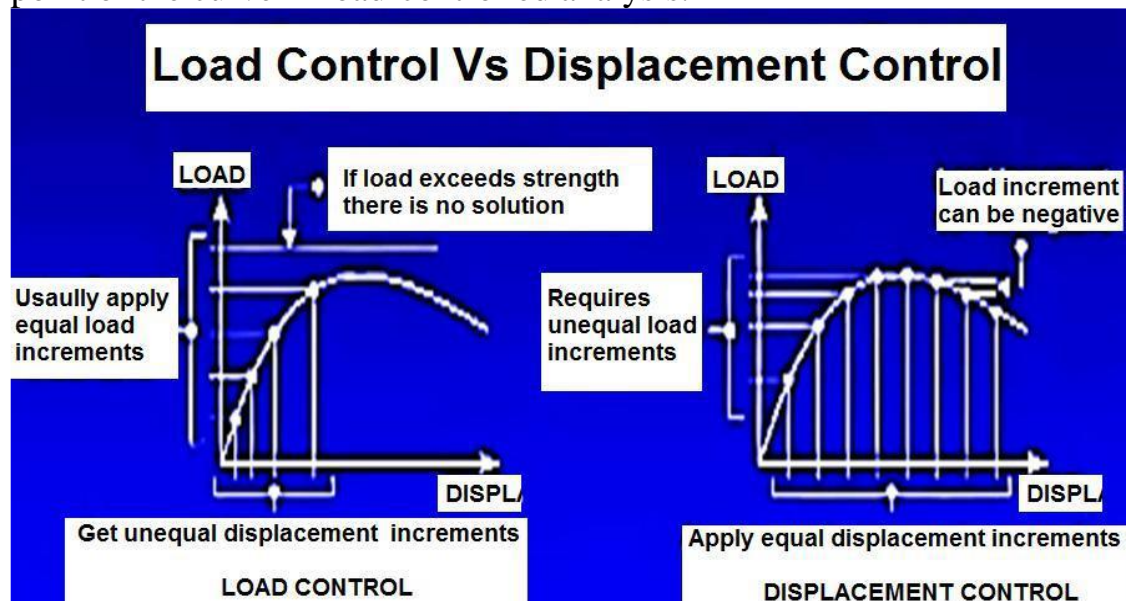 Load Control Vs Displacement Control
LOAD
If load exceeds strength
there is no solution
Usaully apply
equal load
increments
DISPLA
Get unequal displacement increments
LOAD CONTROL
LOAD
Load increment
can be negative
Requires
unequal load
increments
DISPLA
Apply equal displacement increments
DISPLACEMENT CONTROL